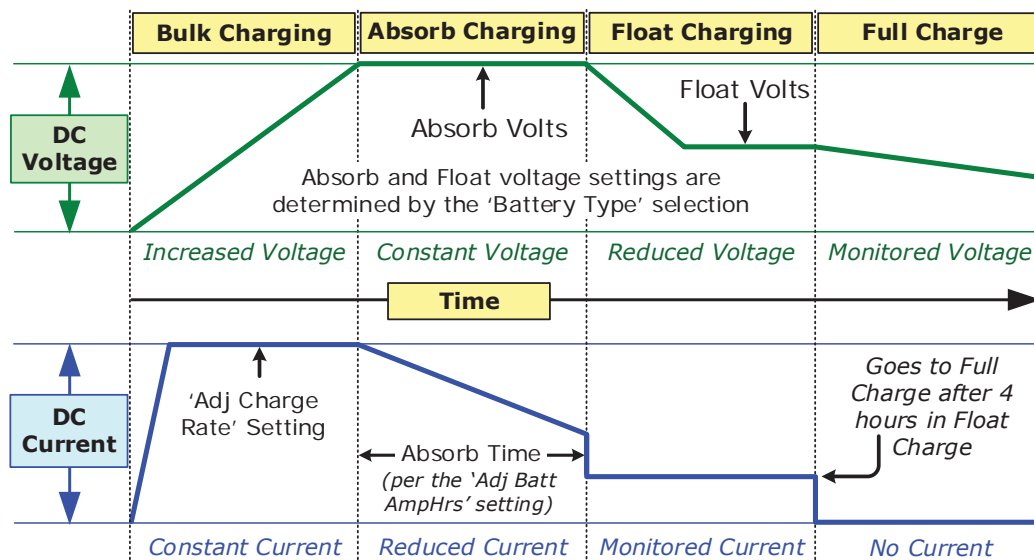 Bulk Charging
Absorb Charging
Float Charging
Full Charge
DC
Voltage
Absorb Volts
Float Volts
Absorb and Float voltage settings are
determined by the 'Battery Type' selection
Increased Voltage
Constant Voltage
Reduced Voltage
Monitored Voltage
Time
DC
Current
'Adj Charge
Rate' Setting
Absorb Time
(per the 'Adj Batt
AmpHrs' setting)
Goes to Full
Charge after 4
hours in Float
Charge
Constant Current
Reduced Current
Monitored Current
No Current